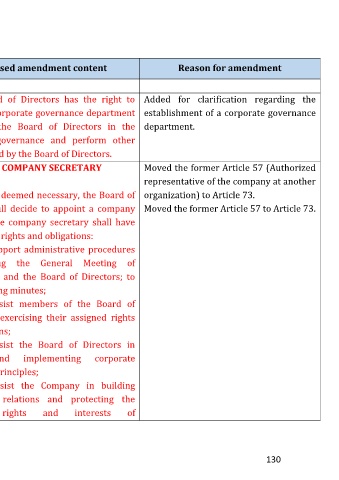 sed amendment content Reason for amendment
d of Directors has the right to
orporate governance department
the Board of Directors in the
governance and perform other
d by the Board of Directors.
Added for clarification regarding the
establishment of a corporate governance
department.
COMPANY SECRETARY
deemed necessary, the Board of
ll decide to appoint a company
e company secretary shall have
rights and obligations:
pport administrative procedures
ng the General Meeting of
and the Board of Directors; to
ng minutes;
sist members of the Board of
exercising their assigned rights
ns;
sist the Board of Directors in
nd implementing corporate
rinciples;
sist the Company in building
relations and protecting the
rights and interests of
Moved the former Article 57 (Authorized
representative of the company at another
organization) to Article 73.
Moved the former Article 57 to Article 73.
130